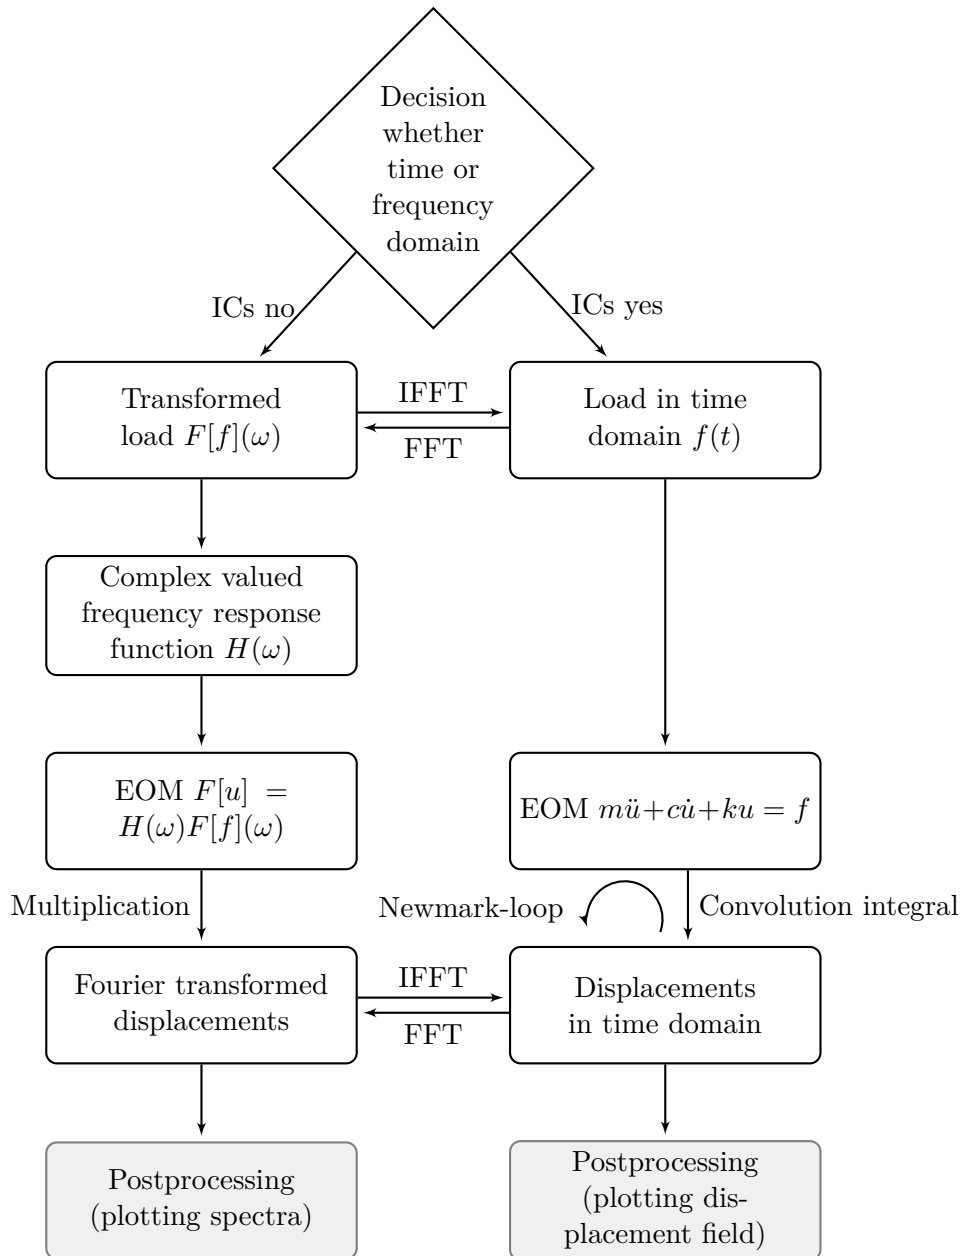 Decision
whether
time or
frequency
domain
ICs no
ICs yes
Transformed
load F[f](ω)
IFFT
FFT
Load in time
domain f(t)
Complex valued
frequency response
function H(ω)
EOM F[u] =
H(ω)F[f](ω)
EOM mü+cu̇+ku = f
Multiplication
Newmark-loop
Convolution integral
Fourier transformed
displacements
IFFT
FFT
Displacements
in time domain
Postprocessing
(plotting spectra)
Postprocessing
(plotting dis-
placement field)